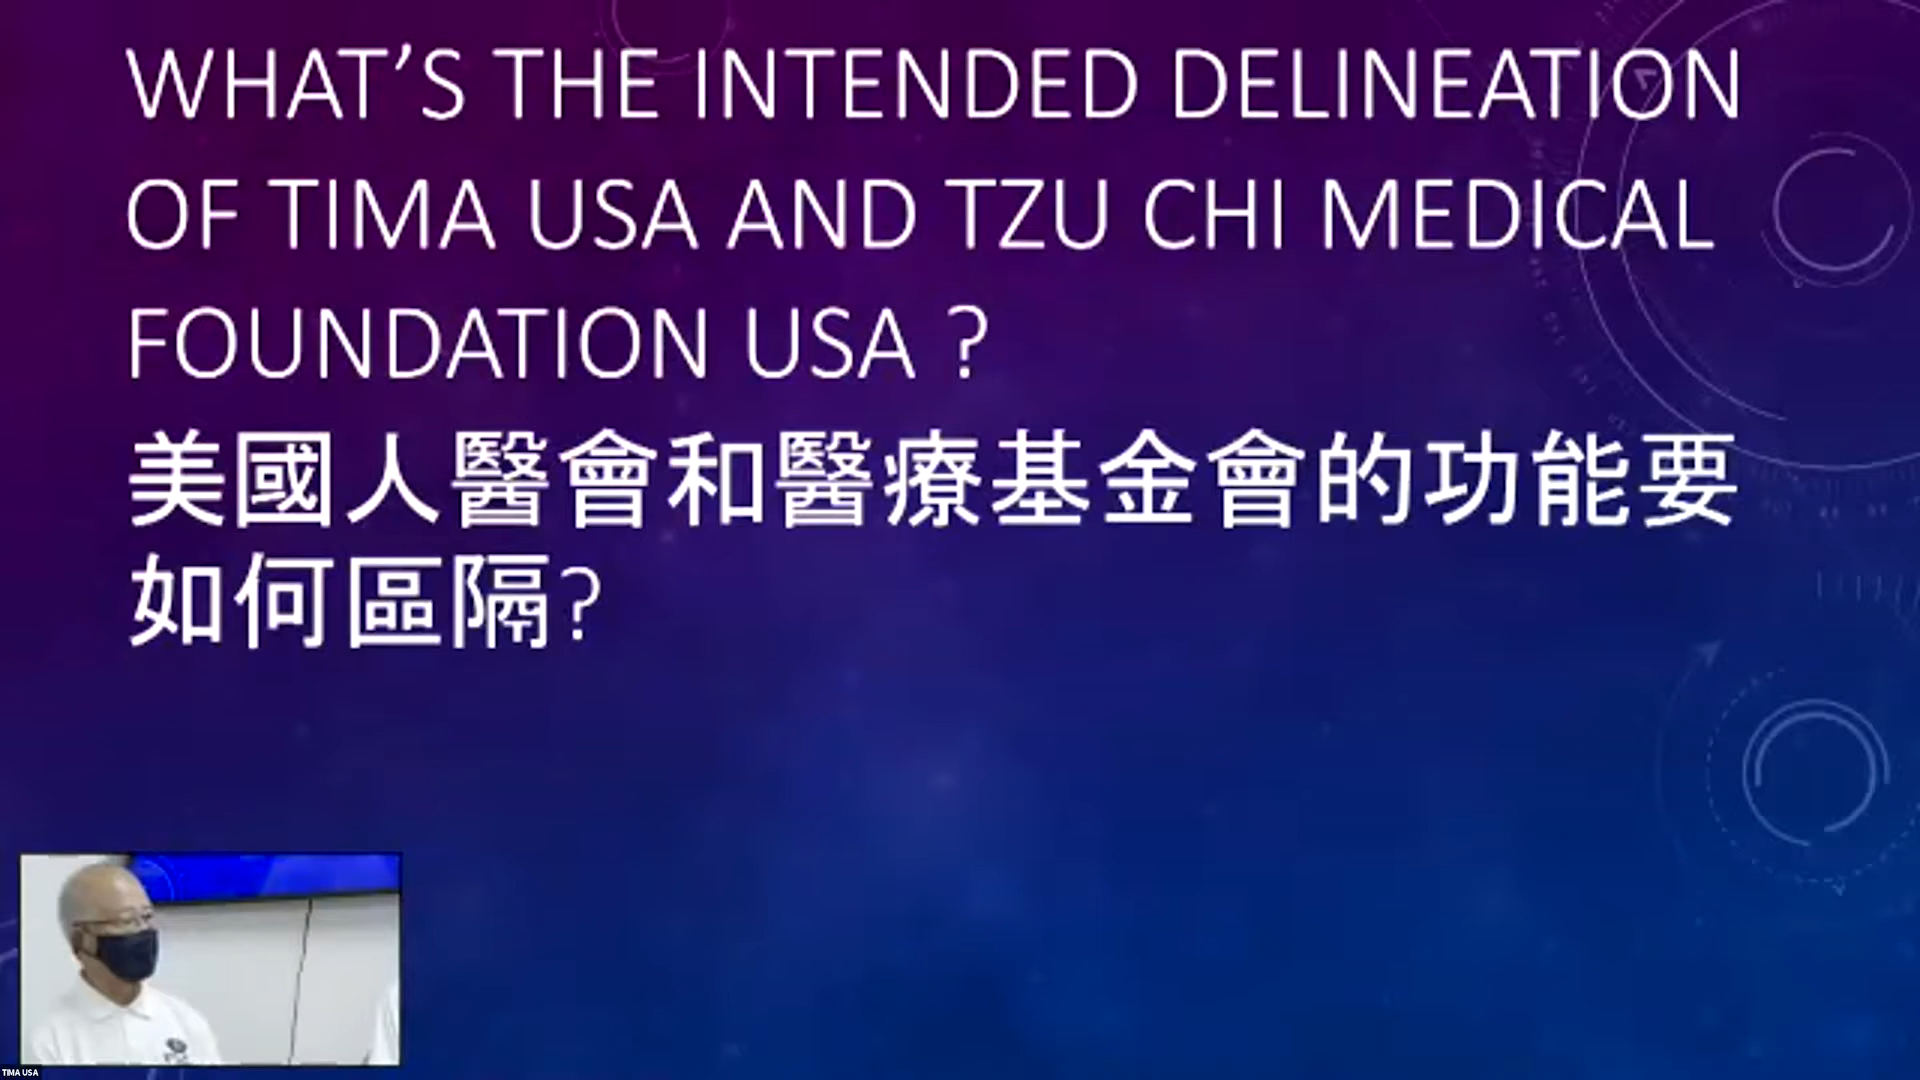 WHAT’S THE INTENDED DELINEATION
OF TIMA USA AND TZU CHI MEDICAL
FOUNDATION USA ?
美國人醫會和醫療基金會的功能要
如何區隔?
TIMA USA